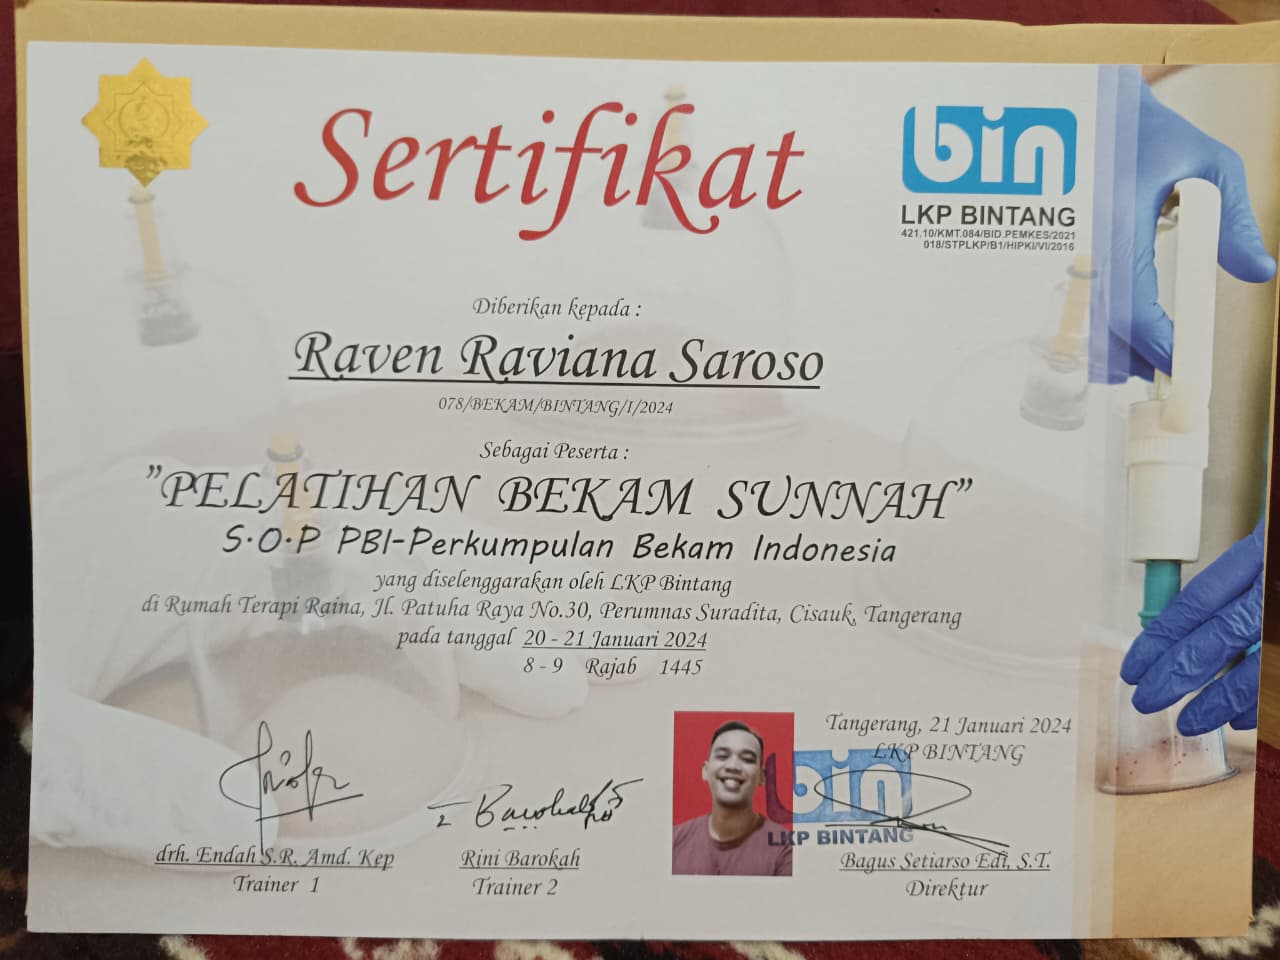 Sertifikat
bin
LKP BINTANG
421.10/KMT.084/BID.PEMKES/2021
018/STPLKP/B1/HIPKI/VI/2016
Diberikan kepada :
Raven Raviana Saroso
078/BEKAM/BINTANG/I/2024
Sebagai Peserta :
"PELATIHAN BEKAM SUNNAH"
S.O.P PBI-Perkumpulan Bekam Indonesia
yang diselenggarakan oleh LKP Bintang
di Rumah Terapi Raina, Jl. Patuha Raya No.30, Perumnas Suradita, Cisauk, Tangerang
pada tanggal 20 - 21 Januari 2024
8 - 9 Rajab 1445
Tangerang, 21 Januari 2024
LKP BINTANG
bin
LKP BINTANG
drh. Endah S.R. Amd. Kep
Trainer 1
Rini Barokah
Trainer 2
Bagus Setiarso Edi, S.T.
Direktur